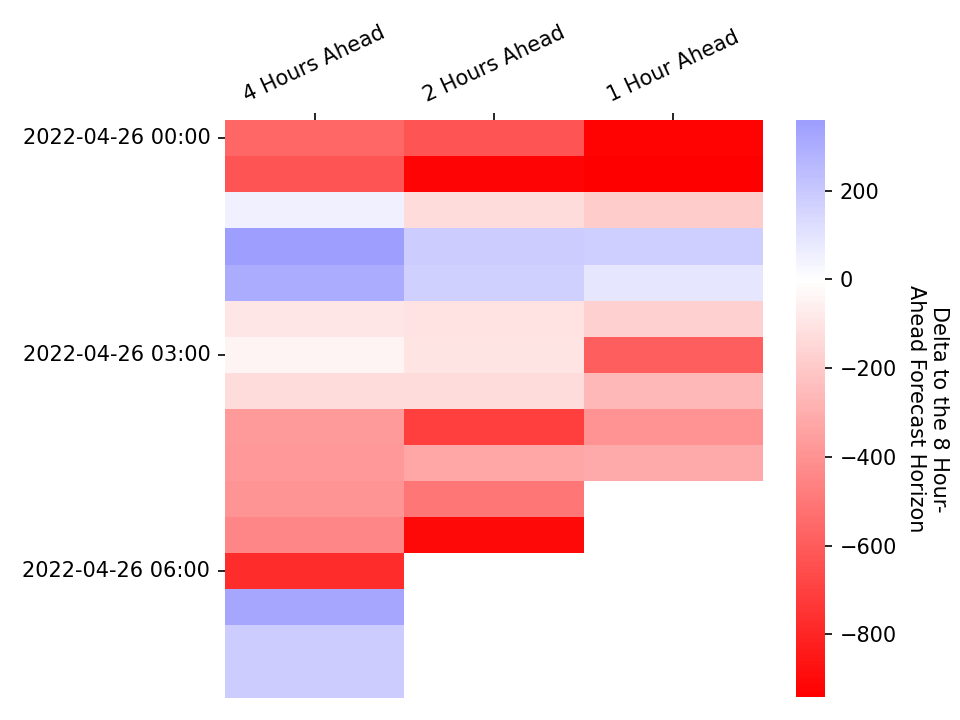 4 Hours Ahead
2 Hours Ahead
1 Hour Ahead
2022-04-26 00:00
2022-04-26 03:00
2022-04-26 06:00
200
0
−200
−400
−600
−800
Delta to the 8 Hour-
Ahead Forecast Horizon